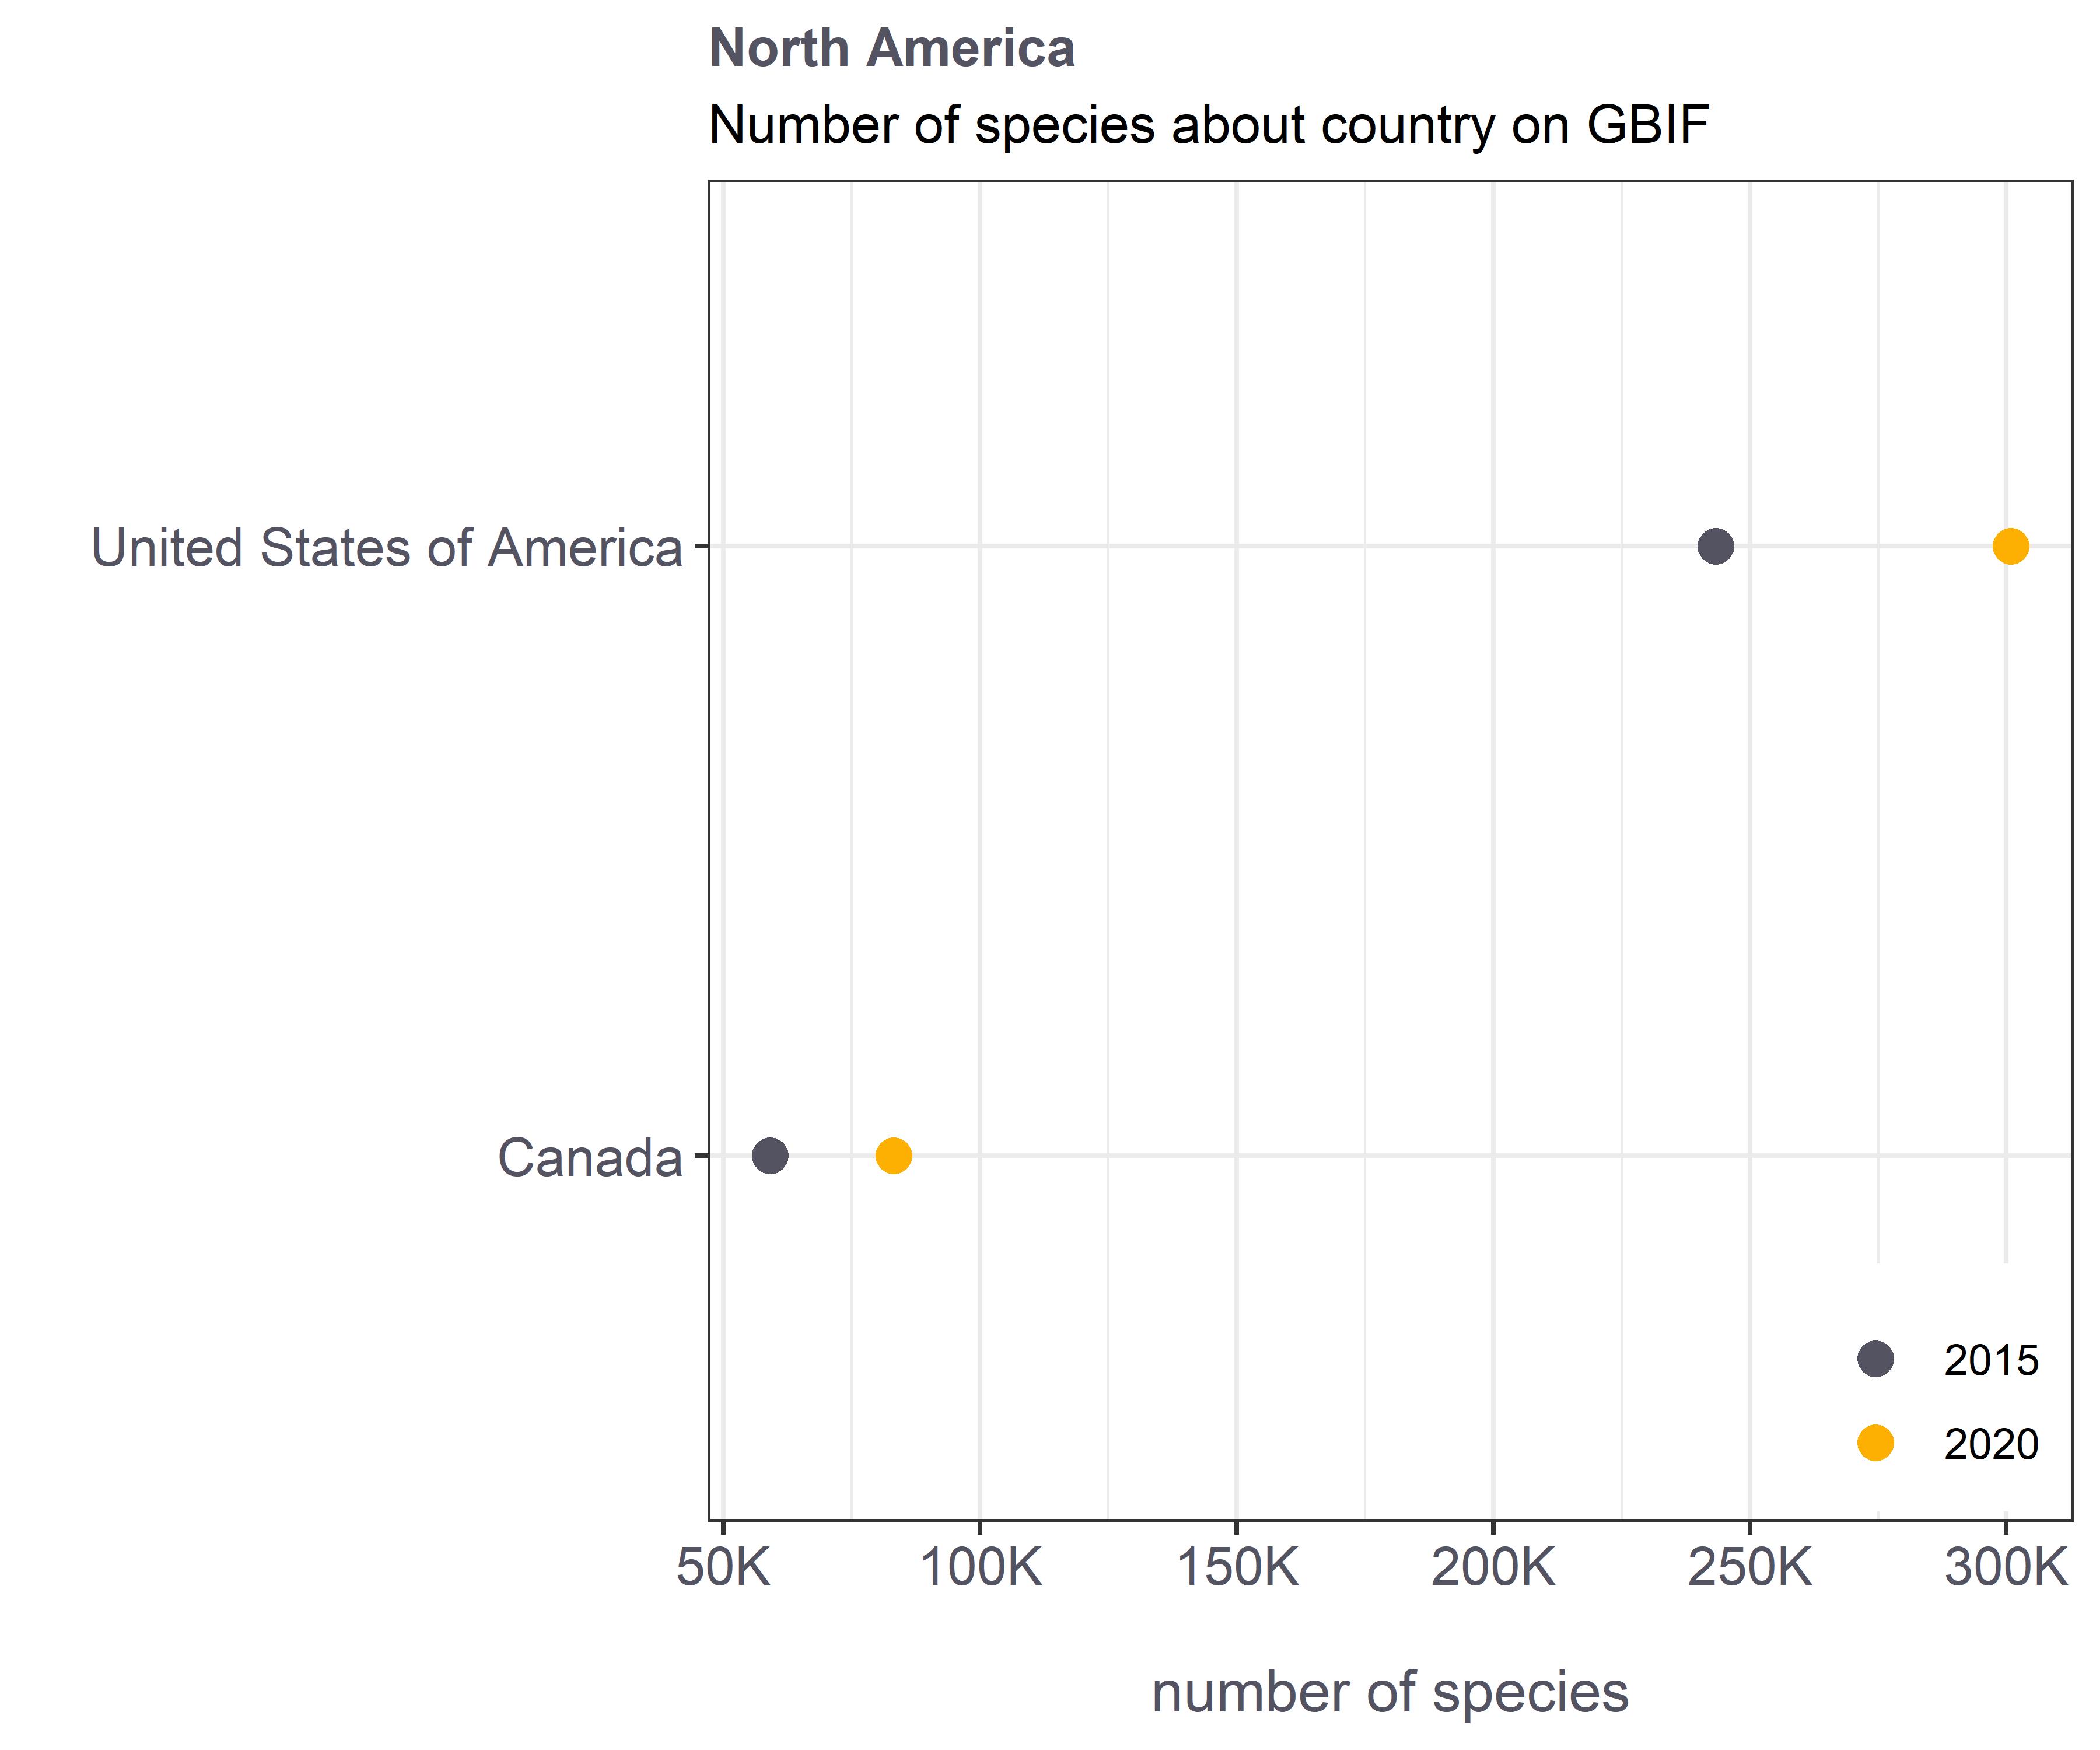 North America
Number of species about country on GBIF
United States of America
Canada
2015
2020
50K 100K 150K 200K 250K 300K
number of species